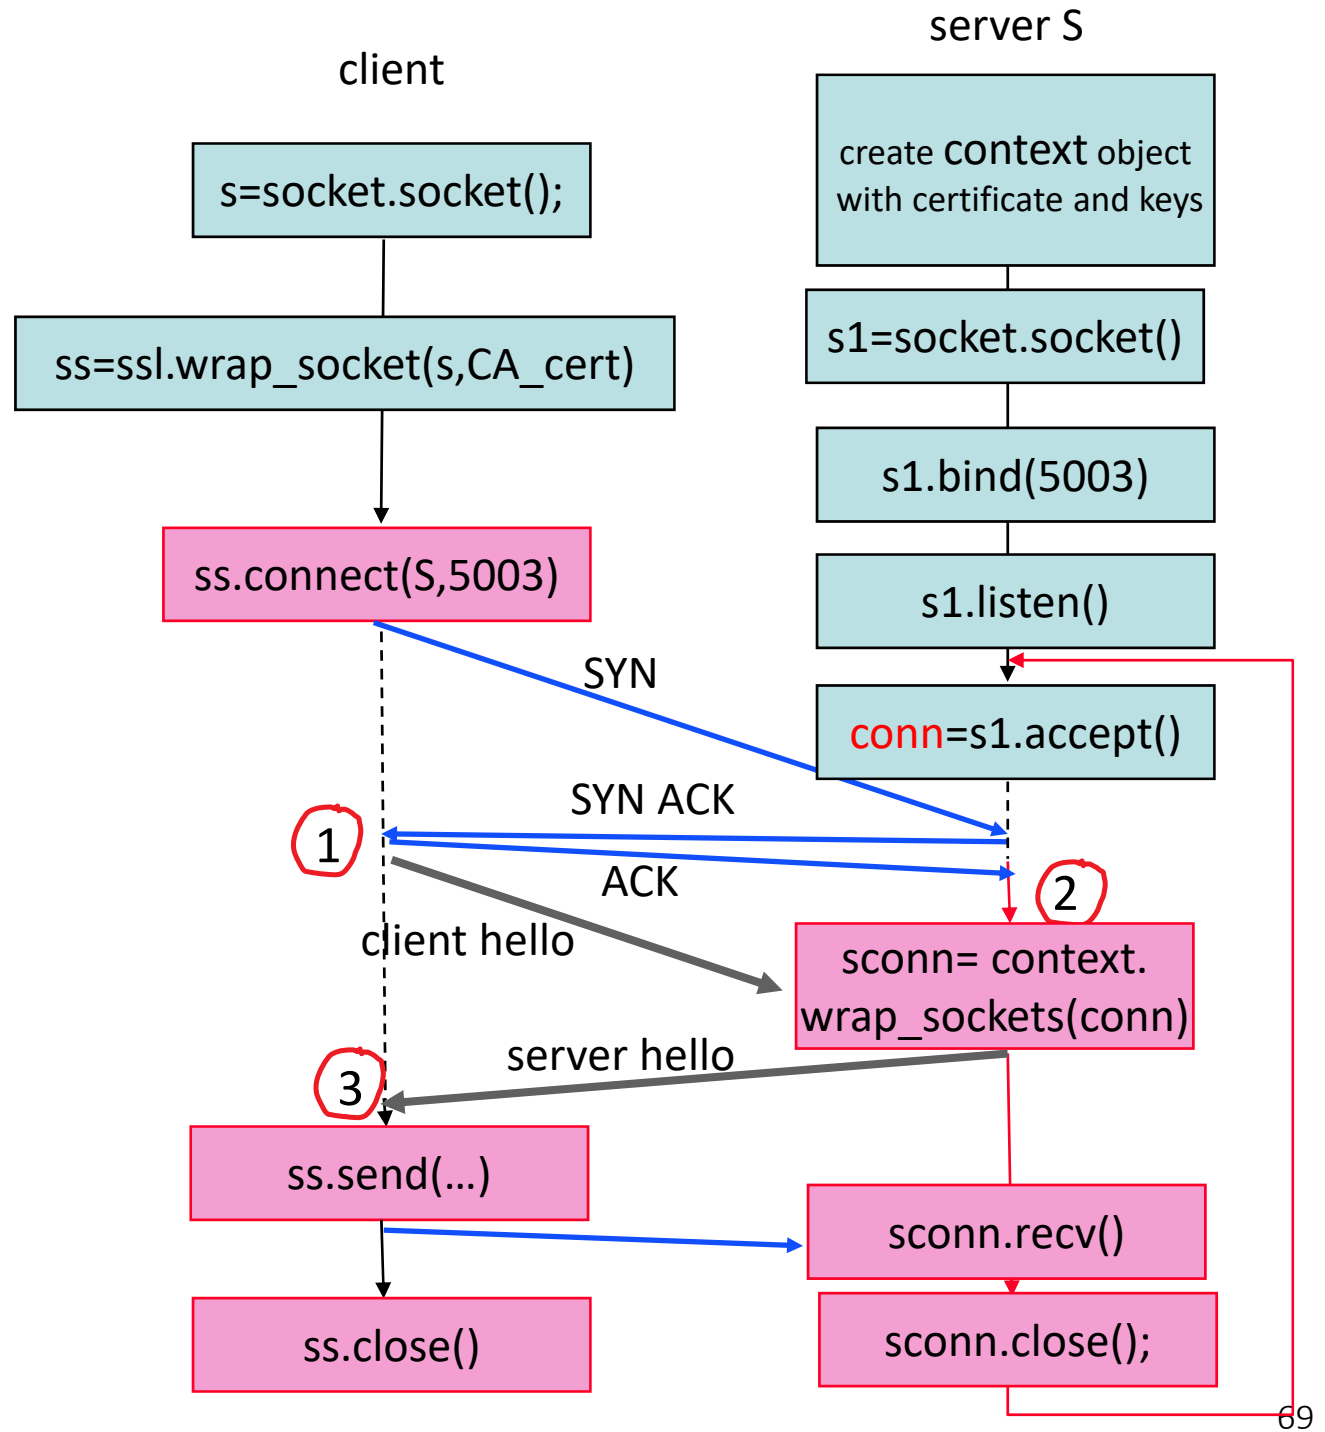 server S
client
create context object
with certificate and keys
s=socket.socket();
s1=socket.socket()
ss=ssl.wrap_socket(s,CA_cert)
s1.bind(5003)
ss.connect(S,5003)
s1.listen()
SYN
conn=s1.accept()
SYN ACK
1
ACK
2
client hello
sconn= context.
wrap_sockets(conn)
server hello
3
ss.send(…)
sconn.recv()
ss.close()
sconn.close();
69